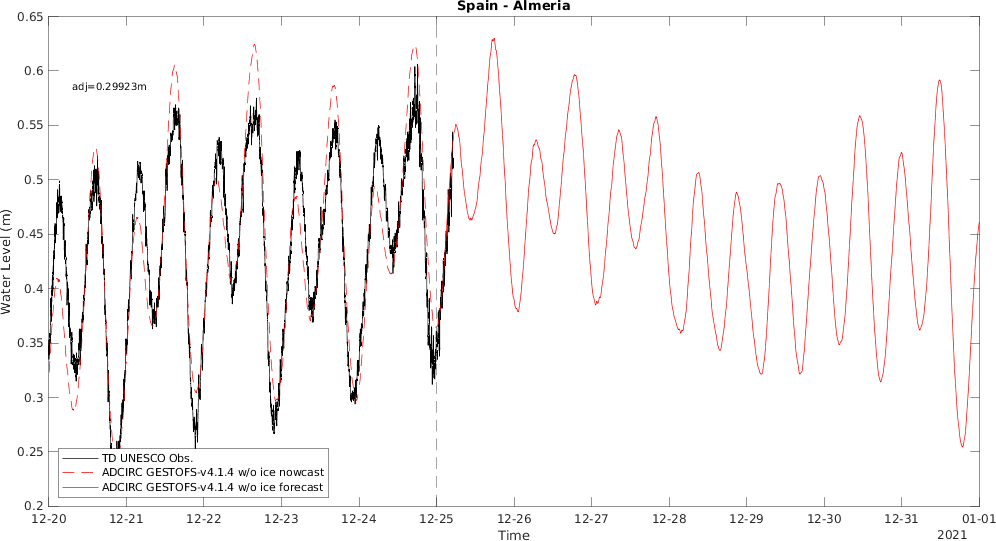 Spain - Almeria
0.65
0.6
0.55
0.5
0.45
0.4
0.35
0.3
0.25
0.2
Water Level (m)
adj=0.29923m
TD UNESCO Obs.
ADCIRC GESTOFS-v4.1.4 w/o ice nowcast
ADCIRC GESTOFS-v4.1.4 w/o ice forecast
12-20 12-21 12-22 12-23 12-24 12-25 12-26 12-27 12-28 12-29 12-30 12-31 01-01
Time
2021